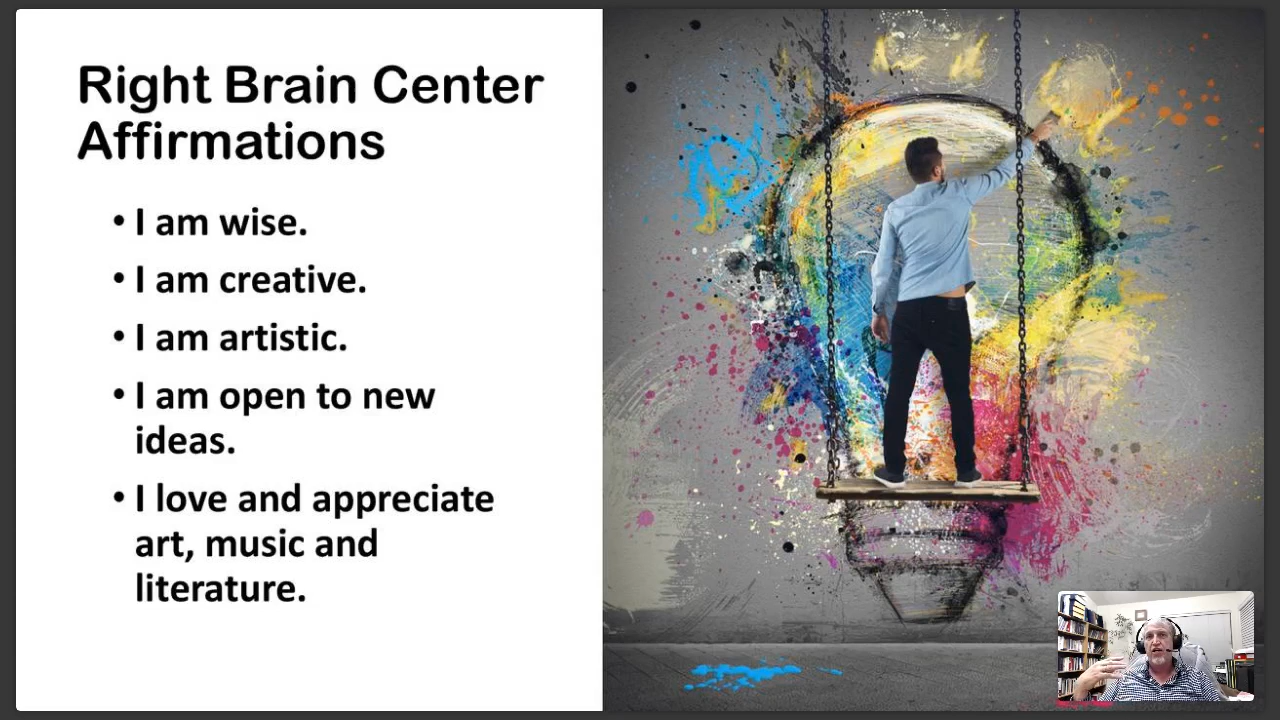 Right Brain Center
Affirmations
• I am wise.
• I am creative.
• I am artistic.
• I am open to new
ideas.
• I love and appreciate
art, music and
literature.